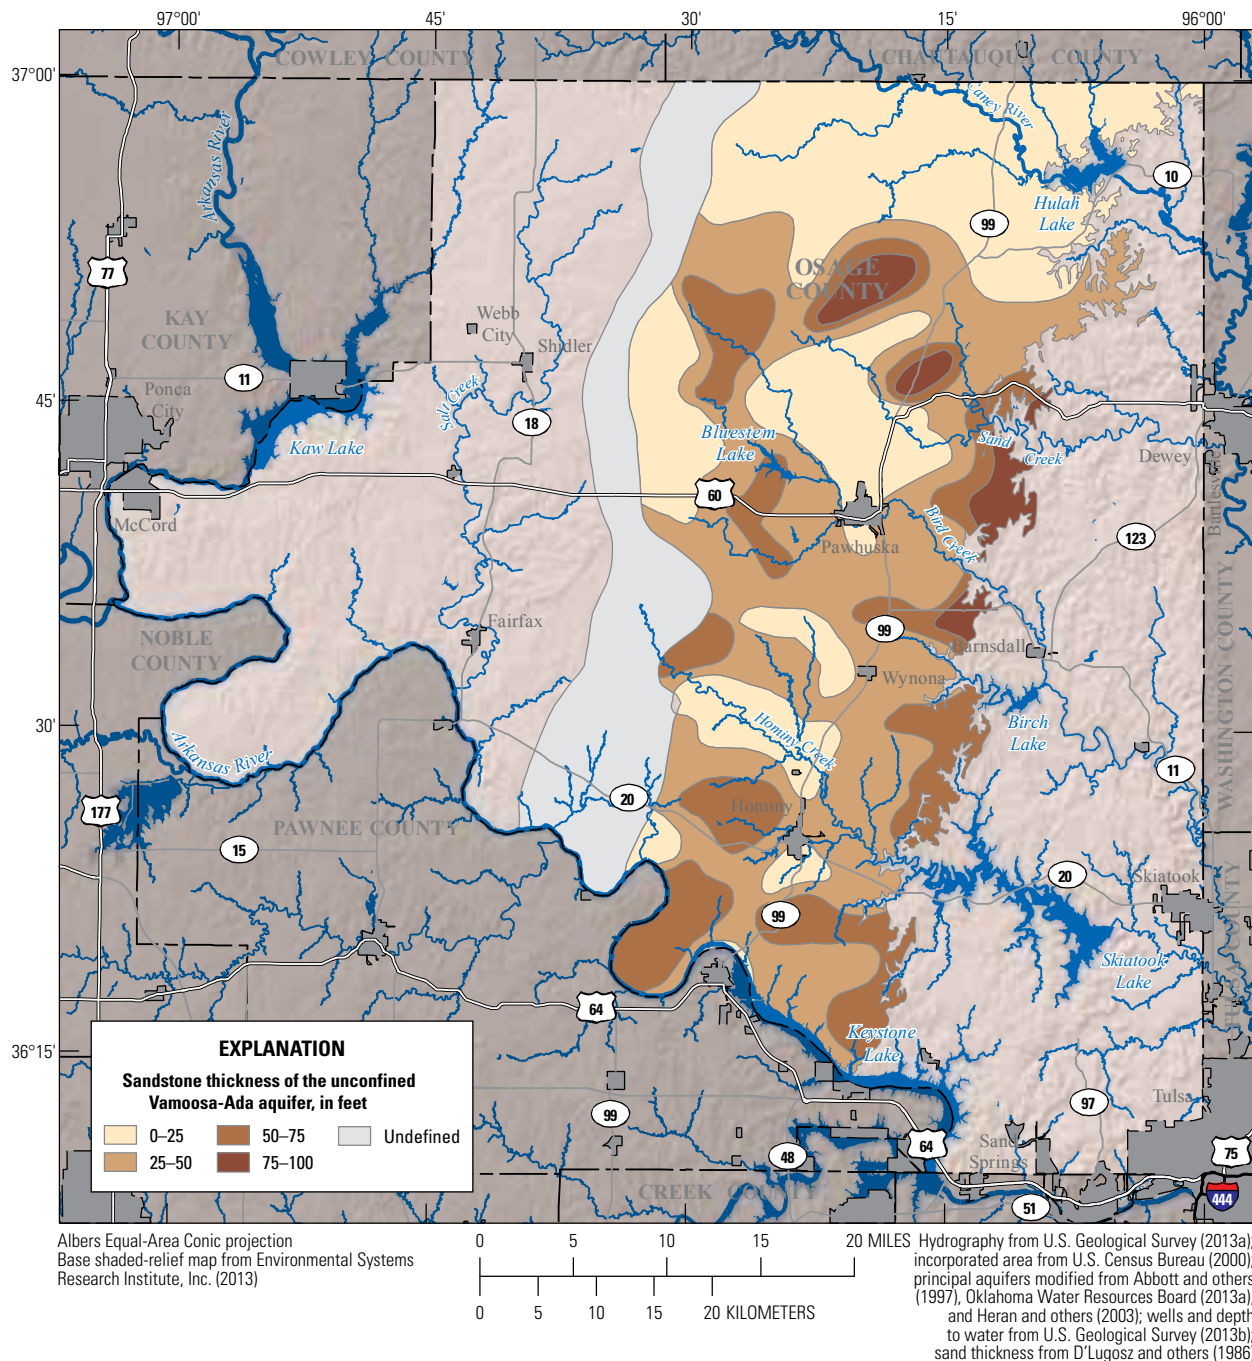 97°00'
45'
30'
15'
96°00'
37°00'
45'
30'
36°15'
COWLEY COUNTY
CHAUTAUQUA COUNTY
Caney River
Arkansas River
10
Hulah
Lake
99
77
OSAGE
COUNTY
KAY
COUNTY
Webb
City
Shidler
11
Ponca
City
Salt Creek
18
Kaw Lake
Bluestem
Lake
Sand
Creek
Dewey
Bartlesville
60
McCord
Pawhuska
Bird Creek
123
NOBLE
COUNTY
Fairfax
99
Barnsdall
Wynona
WASHINGTON COUNTY
Hominy Creek
Birch
Lake
Arkansas River
11
177
20
Hominy
PAWNEE COUNTY
15
20
Skiatook
99
Skiatook
Lake
TULSA COUNTY
64
Keystone
Lake
EXPLANATION
Sandstone thickness of the unconfined
Vamoosa-Ada aquifer, in feet
0–25
50–75
Undefined
25–50
75–100
99
97
Tulsa
48
64
Sand
Springs
75
CREEK COUNTY
51
444
Albers Equal-Area Conic projection
Base shaded-relief map from Environmental Systems
Research Institute, Inc. (2013)
0 5 10 15 20 MILES
0 5 10 15 20 KILOMETERS
Hydrography from U.S. Geological Survey (2013a);
incorporated area from U.S. Census Bureau (2000);
principal aquifers modified from Abbott and others
(1997), Oklahoma Water Resources Board (2013a),
and Heran and others (2003); wells and depth
to water from U.S. Geological Survey (2013b);
sand thickness from D'Lugosz and others (1986)